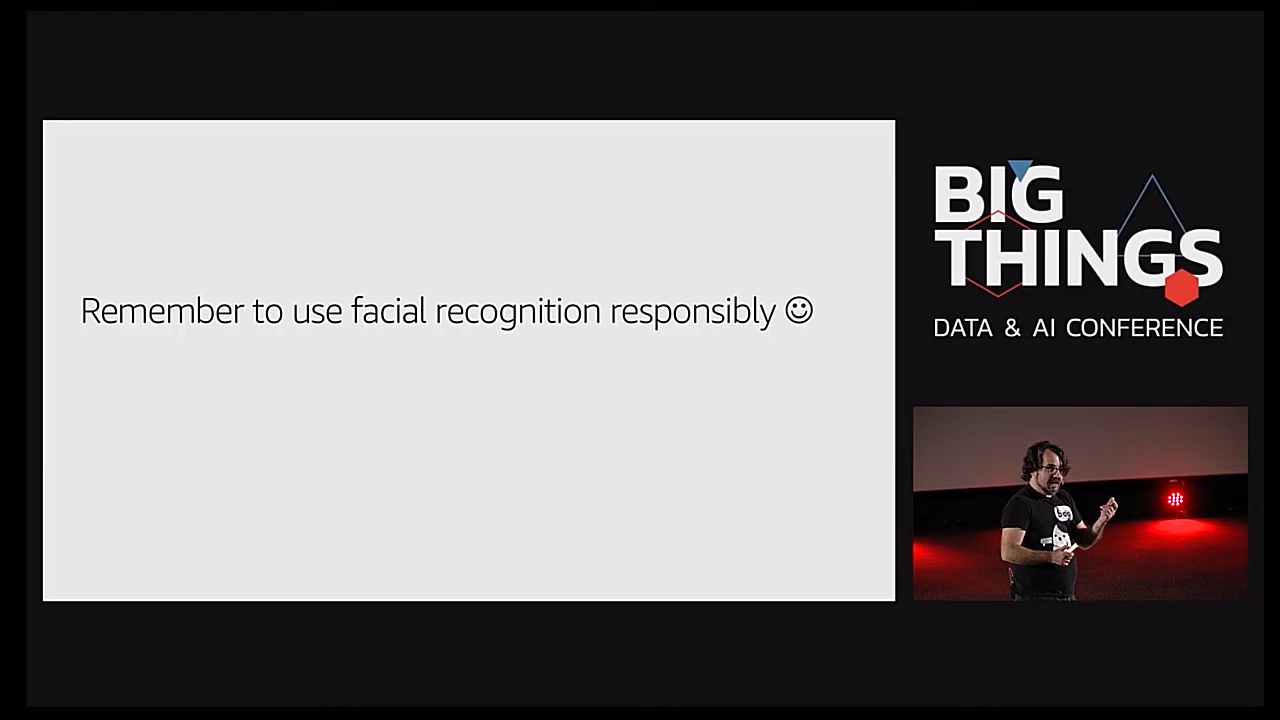 Remember to use facial recognition responsibly ☺
BIG
THINGS
DATA & AI CONFERENCE